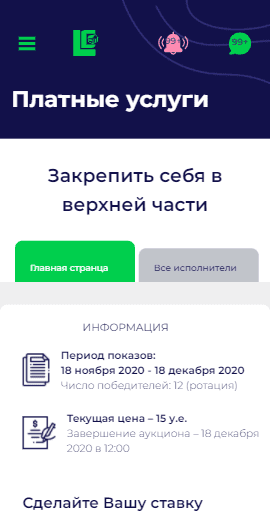 99+
99+
Платные услуги
Закрепить себя в
верхней части
Главная странца
Все исполнители
ИНФОРМАЦИЯ
Период показов:
18 ноября 2020 - 18 декабря 2020
Число победителей: 12 (ротация)
Текущая цена – 15 у.е.
Завершение аукциона – 18 декабря
2020 в 12:00
Сделайте Вашу ставку